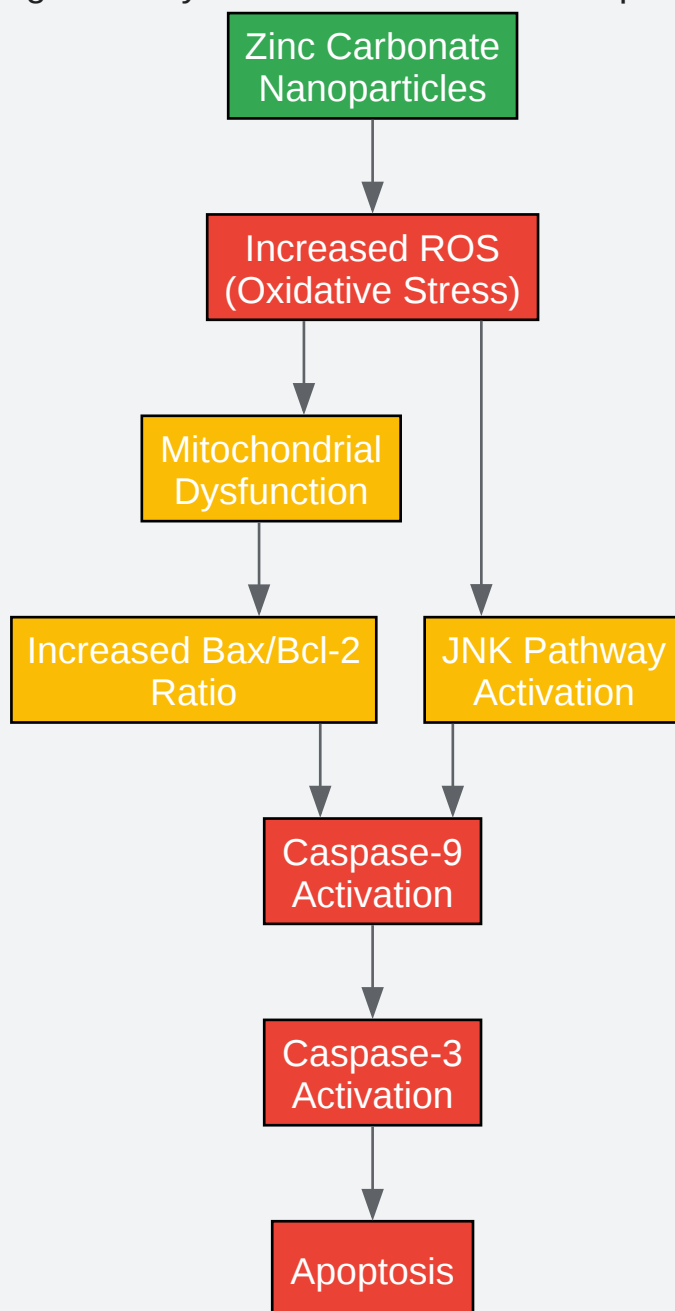 Zinc Carbonate
Nanoparticles
Increased ROS
(Oxidative Stress)
Mitochondrial
Dysfunction
Increased Bax/Bcl-2
Ratio
JNK Pathway
Activation
Caspase-9
Activation
Caspase-3
Activation
Apoptosis